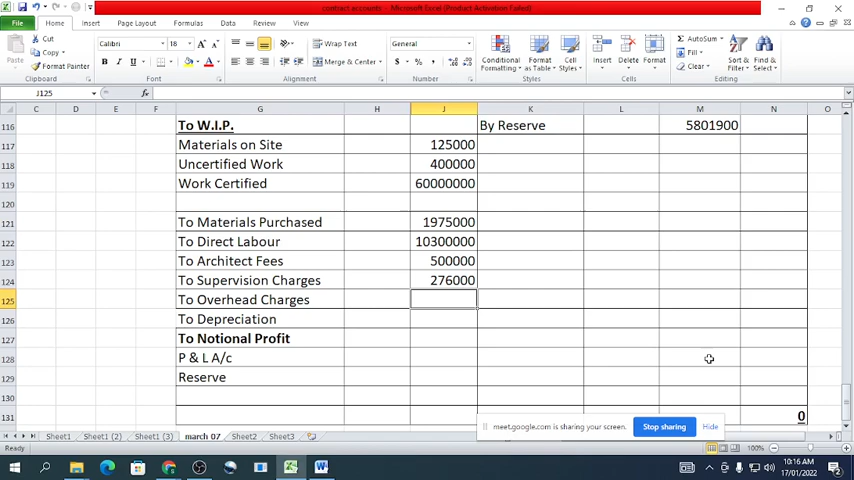 contract accounts - Microsoft Excel (Product Activation Failed)
File Home Insert Page Layout Formulas Data Review View
Cut
Copy
Format Painter
Paste
Clipboard
Calibri 18
B I U
Font
Wrap Text
Merge & Center
Alignment
General
Number
Conditional Formatting
Format as Table
Cell Styles
Styles
Insert Delete Format
Cells
AutoSum
Fill
Clear
Sort & Filter
Find & Select
Editing
J125 fx
C D E F G H J K L M N O
116 To W.I.P. By Reserve 5801900
117 Materials on Site 125000
118 Uncertified Work 400000
119 Work Certified 60000000
120
121 To Materials Purchased 1975000
122 To Direct Labour 10300000
123 To Architect Fees 500000
124 To Supervision Charges 276000
125 To Overhead Charges
126 To Depreciation
127 To Notional Profit
128 P & L A/c
129 Reserve
130
131 0
meet.google.com is sharing your screen. Stop sharing Hide
Sheet1 Sheet1 (2) Sheet1 (3) march 07 Sheet2 Sheet3
Ready 100%
10:16 AM
17/01/2022
2